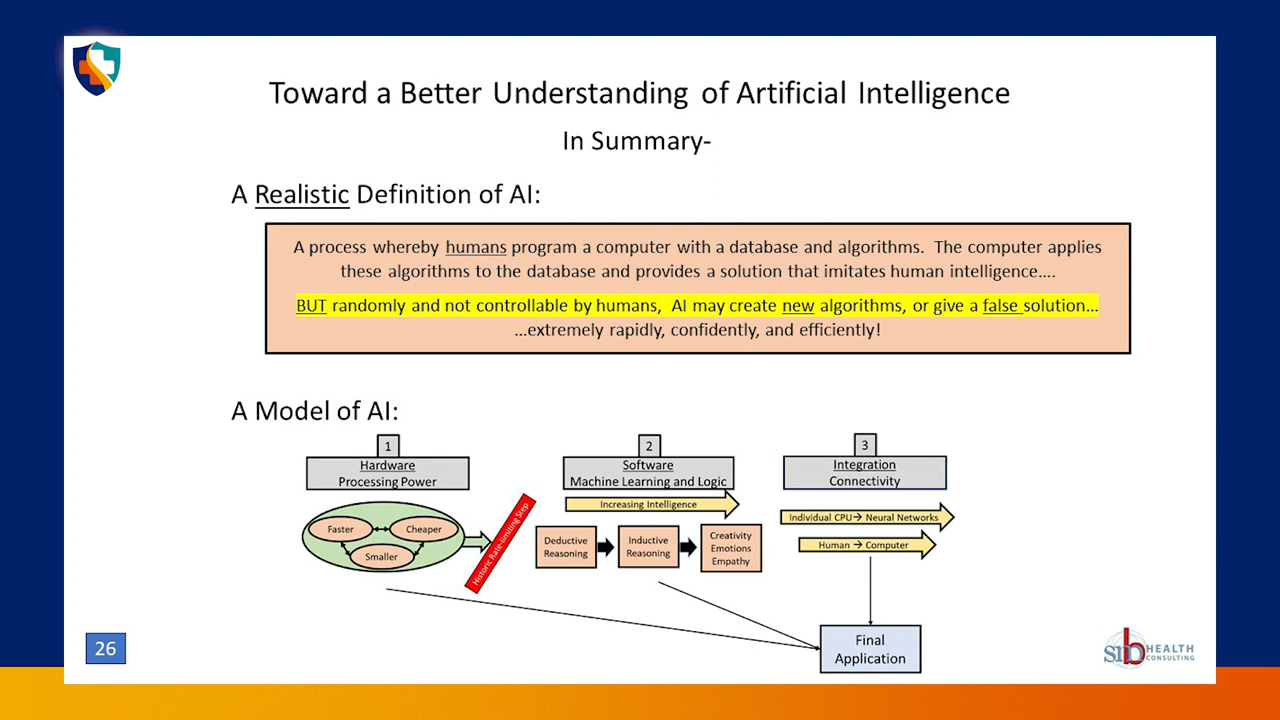 Toward a Better Understanding of Artificial Intelligence
In Summary-
A Realistic Definition of AI:
A process whereby humans program a computer with a database and algorithms. The computer applies
these algorithms to the database and provides a solution that imitates human intelligence….
BUT randomly and not controllable by humans, AI may create new algorithms, or give a false solution…
…extremely rapidly, confidently, and efficiently!
A Model of AI:
1
Hardware
Processing Power
Faster
Cheaper
Smaller
Historic Rate-limiting Step
2
Software
Machine Learning and Logic
Increasing Intelligence
Deductive
Reasoning
Inductive
Reasoning
Creativity
Emotions
Empathy
3
Integration
Connectivity
Individual CPU→ Neural Networks
Human → Computer
Final
Application
26
snb HEALTH
CONSULTING